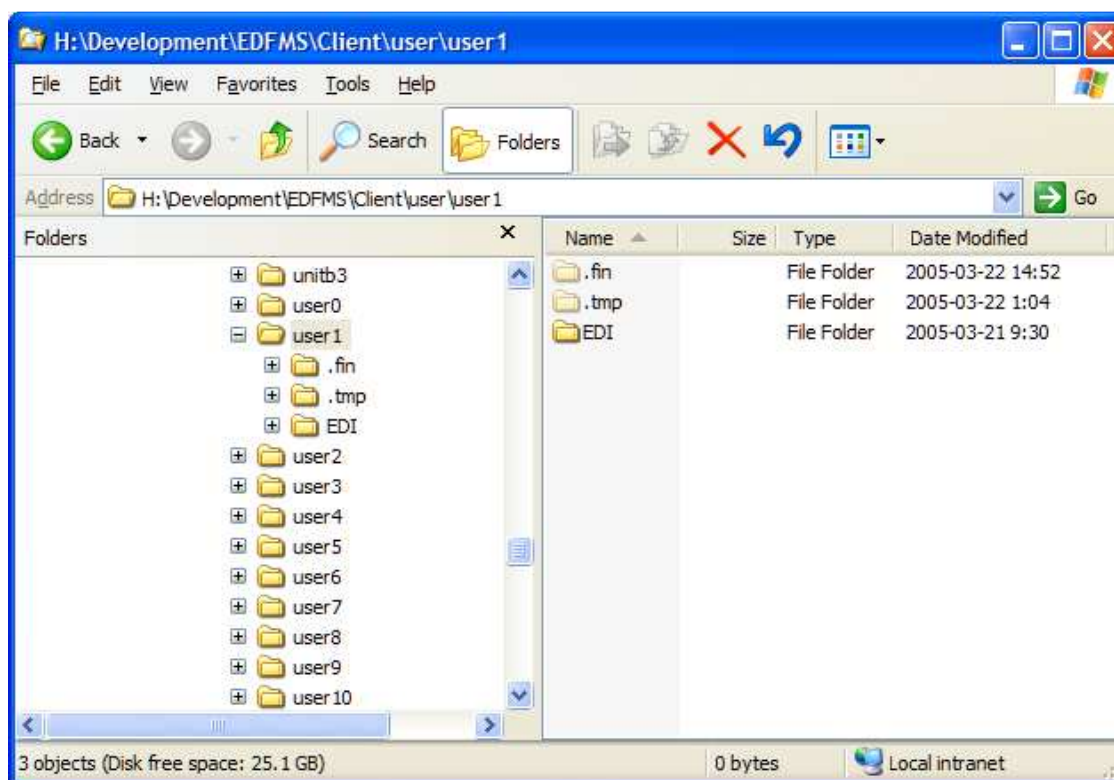 H:\Development\EDFMS\Client\user\user1
File Edit View Favorites Tools Help
Back Search Folders
Address H:\Development\EDFMS\Client\user\user1 Go
Folders
unitb3
user0
user1
.fin
.tmp
EDI
user2
user3
user4
user5
user6
user7
user8
user9
user10
Name Size Type Date Modified
.fin File Folder 2005-03-22 14:52
.tmp File Folder 2005-03-22 1:04
EDI File Folder 2005-03-21 9:30
3 objects (Disk free space: 25.1 GB) 0 bytes Local intranet